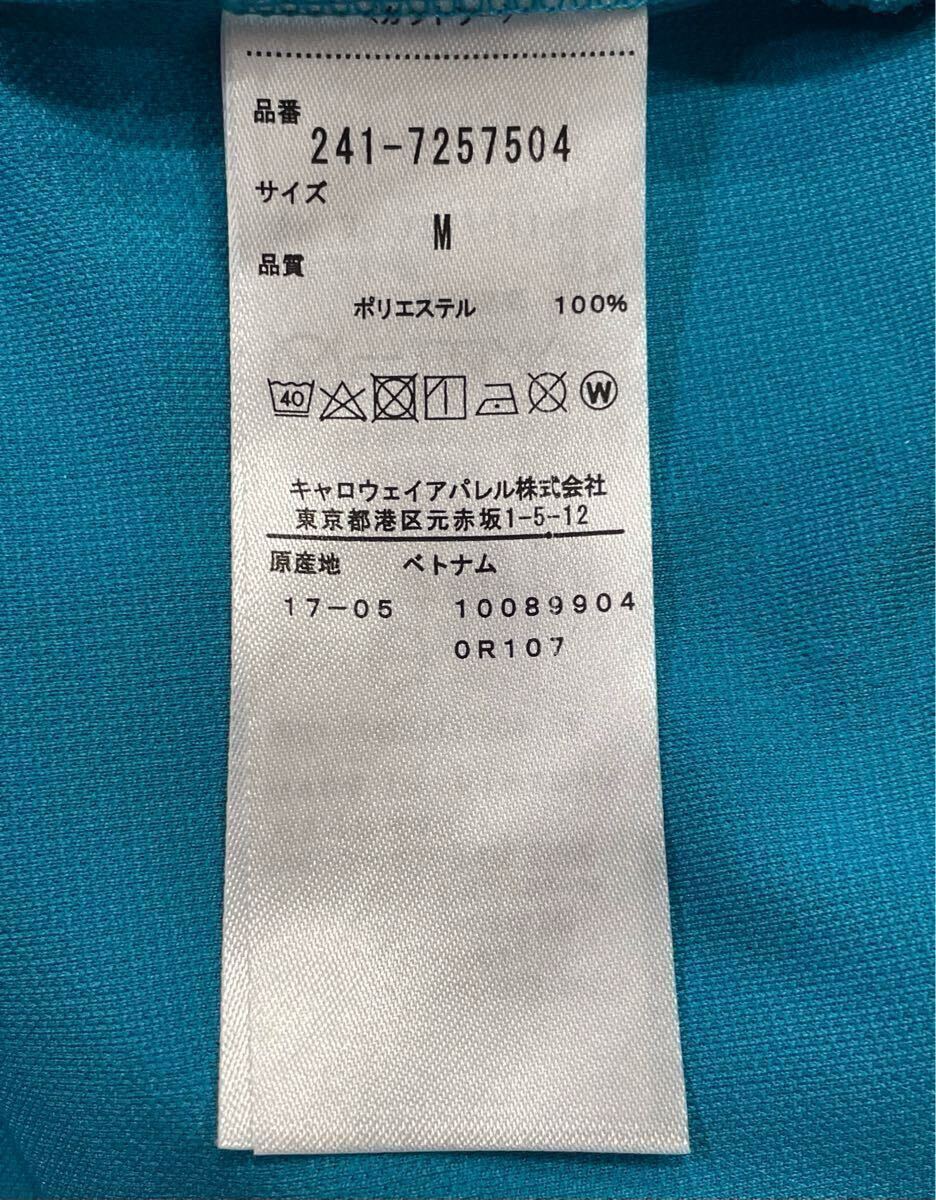 品番
241-7257504
サイズ
M
品質
ポリエステル 100%
40 W
キャロウェイアパレル株式会社
東京都港区元赤坂1-5-12
原産地 ベトナム
17-05 10089904
0R107